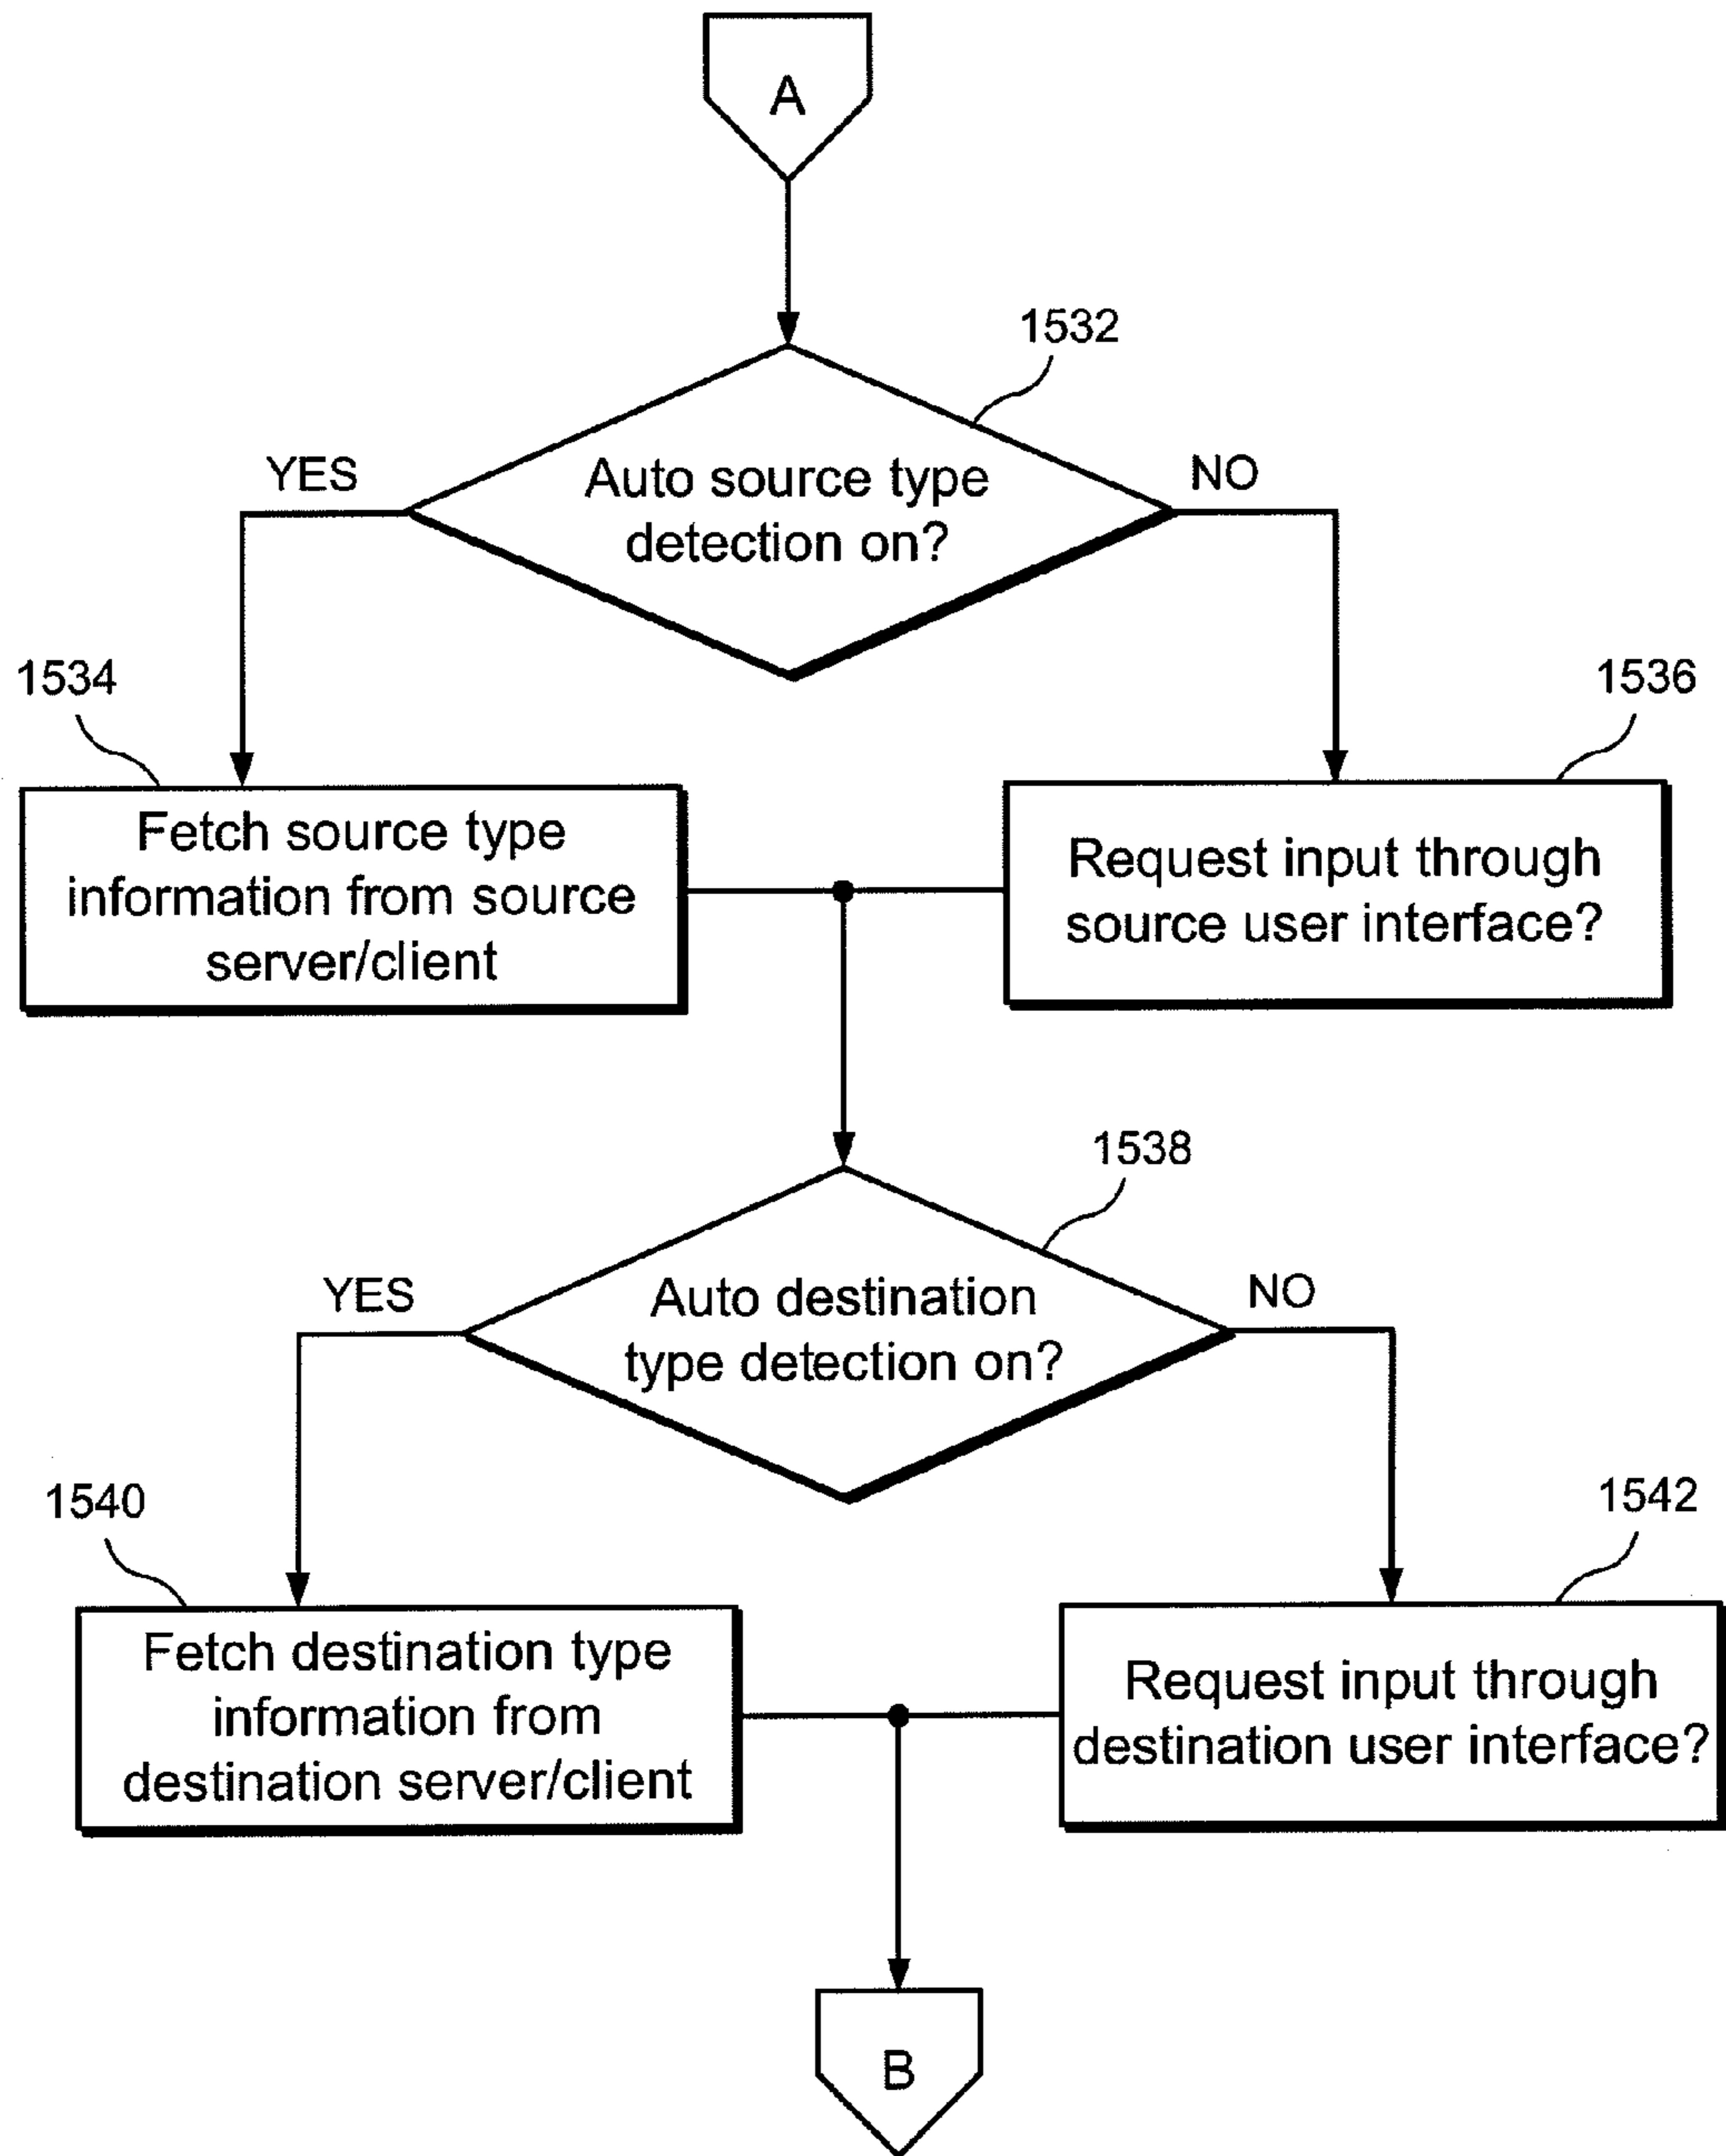 A
1532
YES
Auto source type
detection on?
NO
1534
1536
Fetch source type
information from source
server/client
Request input through
source user interface?
1538
YES
Auto destination
type detection on?
NO
1540
1542
Fetch destination type
information from
destination server/client
Request input through
destination user interface?
B